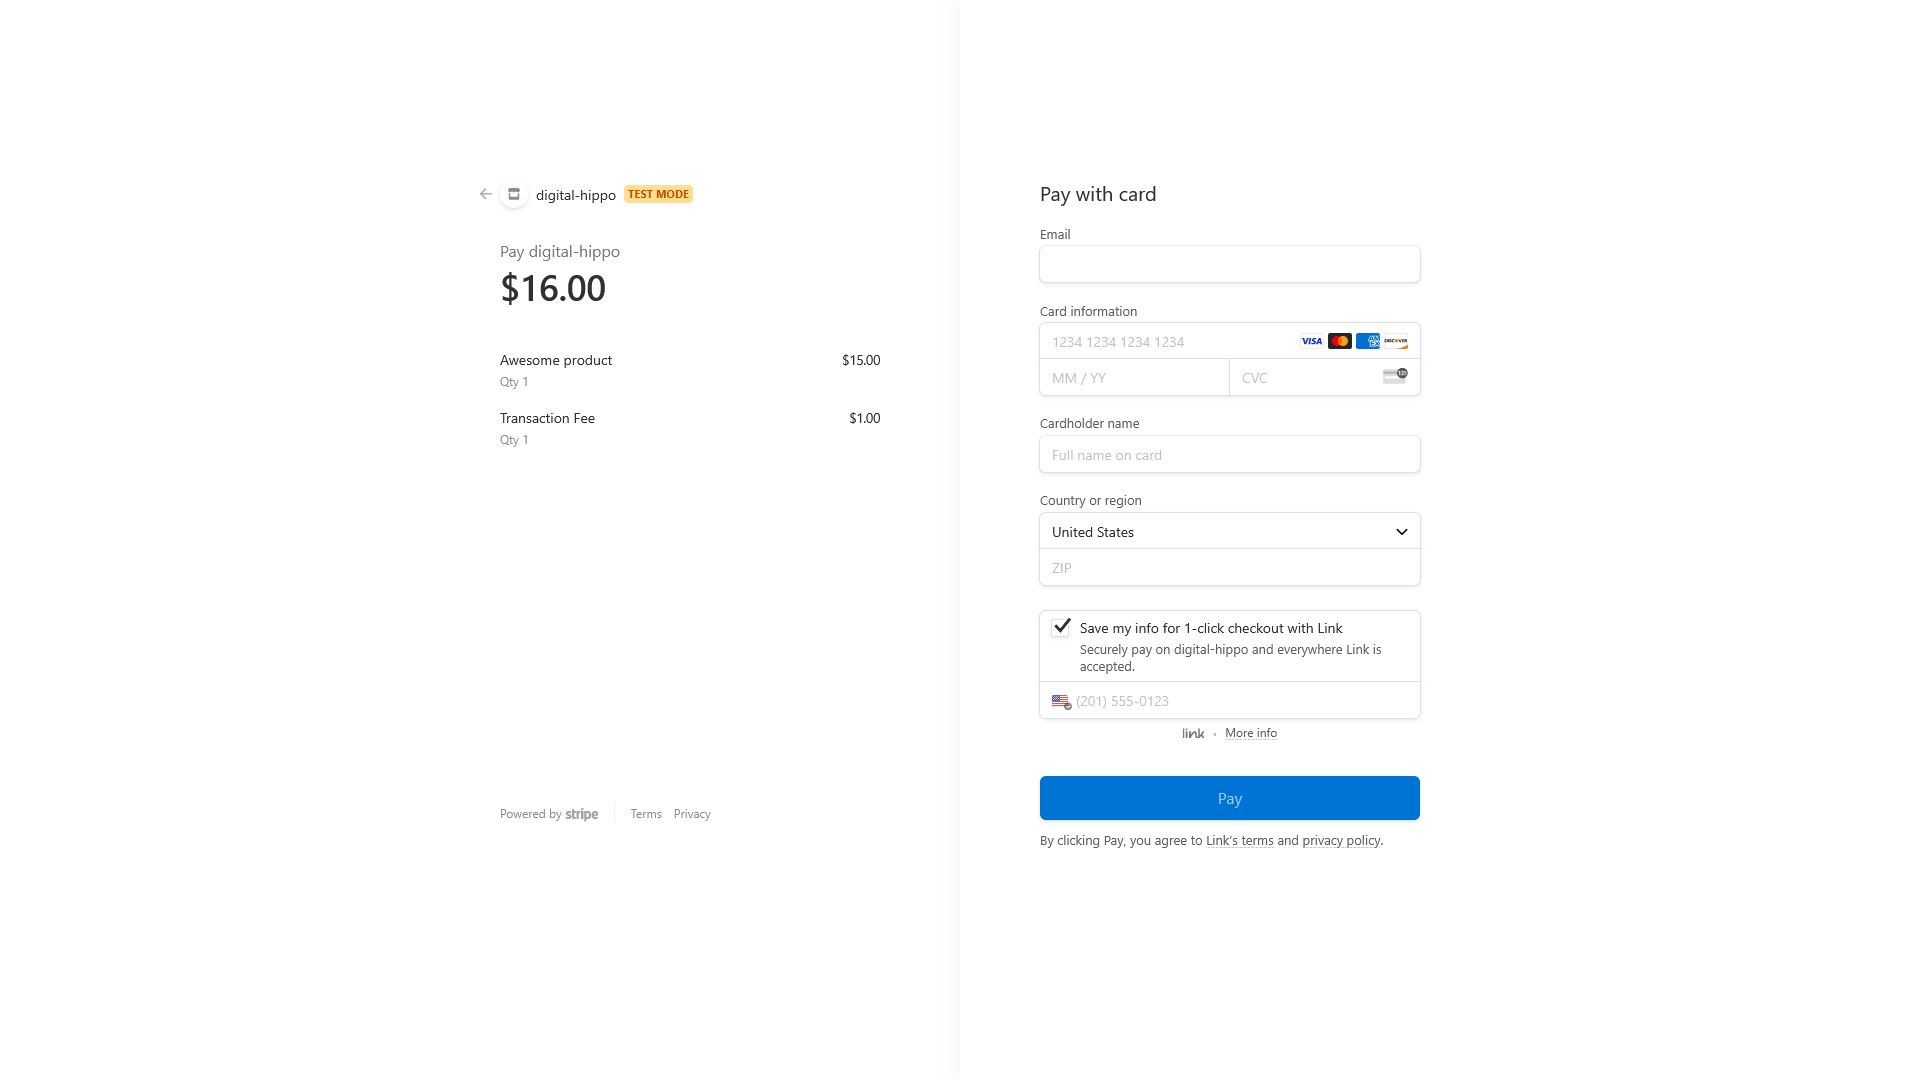 digital-hippo TEST MODE
Pay digital-hippo
$16.00
Awesome product $15.00
Qty 1
Transaction Fee $1.00
Qty 1
Powered by stripe Terms Privacy
Pay with card
Email
Card information
1234 1234 1234 1234 VISA AMEX DISCOVER
MM / YY CVC 135
Cardholder name
Full name on card
Country or region
United States
ZIP
Save my info for 1-click checkout with Link
Securely pay on digital-hippo and everywhere Link is
accepted.
(201) 555-0123
link · More info
Pay
By clicking Pay, you agree to Link's terms and privacy policy.